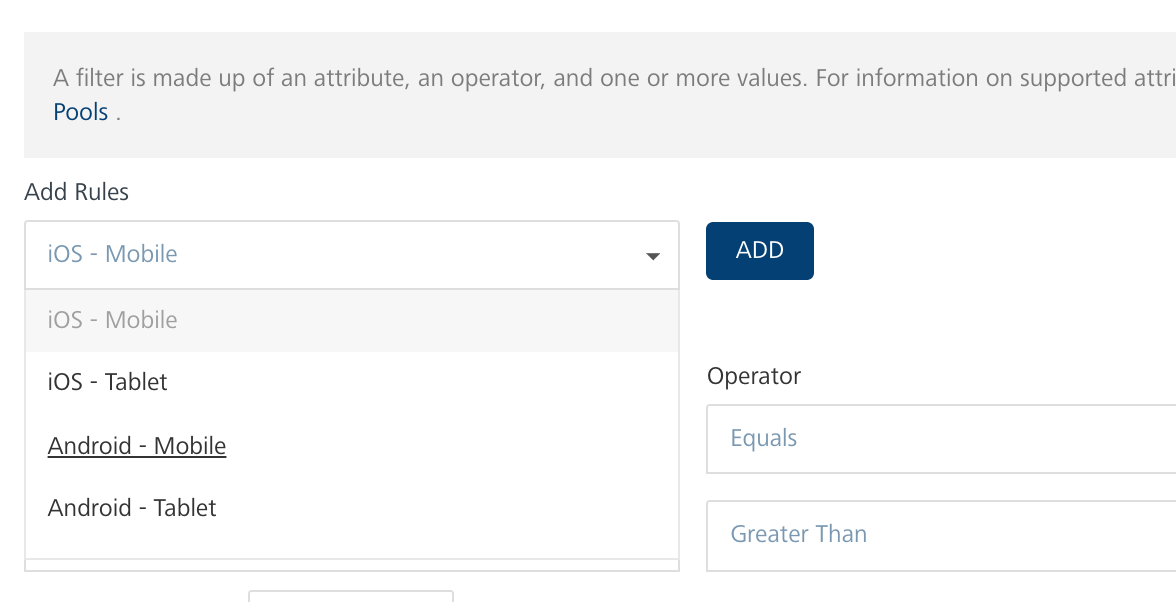 A filter is made up of an attribute, an operator, and one or more values. For information on supported attri
Pools .
Add Rules
iOS - Mobile
ADD
iOS - Mobile
iOS - Tablet
Android - Mobile
Android - Tablet
Operator
Equals
Greater Than